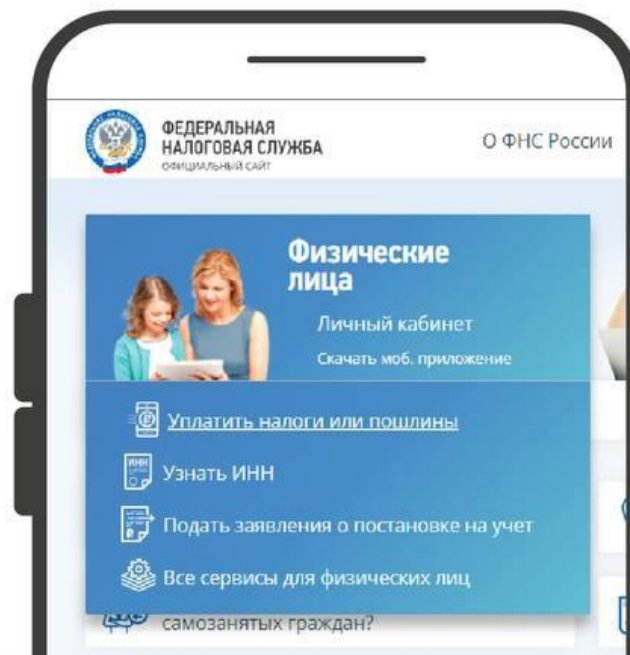 ФЕДЕРАЛЬНАЯ
НАЛОГОВАЯ СЛУЖБА
ОФИЦИАЛЬНЫЙ САЙТ
О ФНС России
Физические
лица
Личный кабинет
Скачать моб. приложение
Уплатить налоги или пошлины
Узнать ИНН
Подать заявления о постановке на учет
Все сервисы для физических лиц
самозанятых граждан?